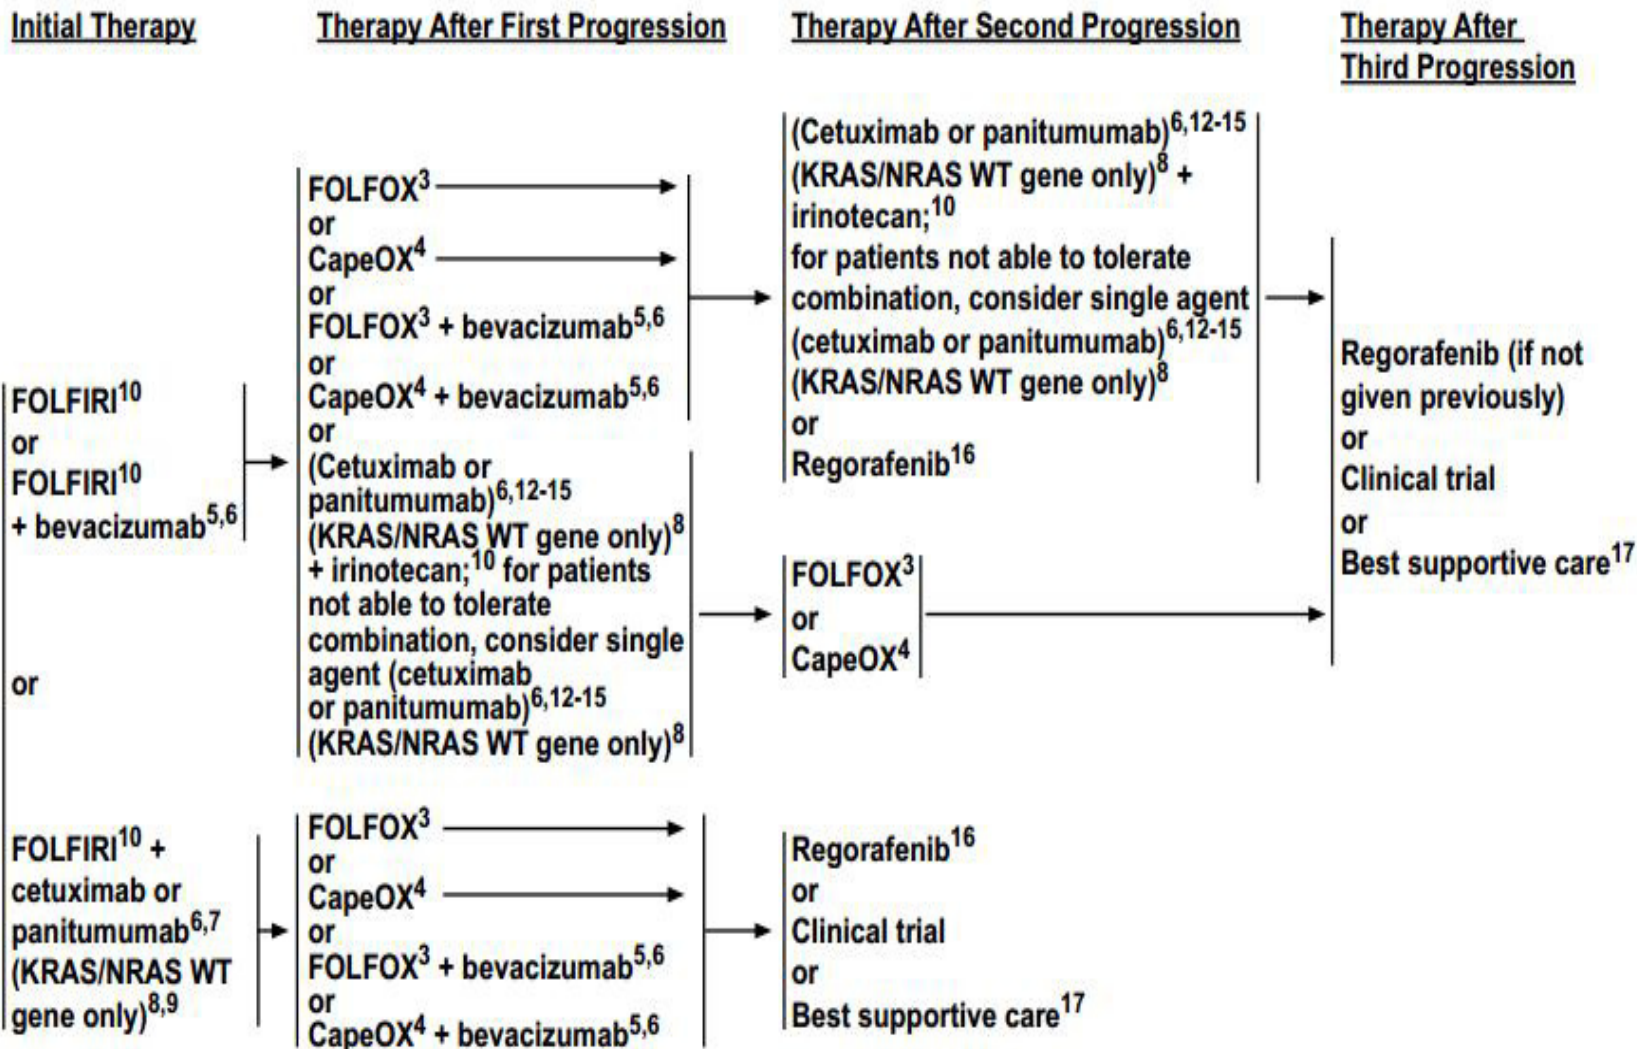 Initial Therapy
Therapy After First Progression
Therapy After Second Progression
Therapy After
Third Progression
FOLFIRI10
or
FOLFIRI10
+ bevacizumab5,6
or
FOLFIRI10 +
cetuximab or
panitumumab6,7
(KRAS/NRAS WT
gene only)8,9
FOLFOX3
or
CapeOX4
or
FOLFOX3 + bevacizumab5,6
or
CapeOX4 + bevacizumab5,6
or
(Cetuximab or
panitumumab)6,12-15
(KRAS/NRAS WT gene only)8
+ irinotecan;10 for patients
not able to tolerate
combination, consider single
agent (cetuximab
or panitumumab)6,12-15
(KRAS/NRAS WT gene only)8
FOLFOX3
or
CapeOX4
or
FOLFOX3 + bevacizumab5,6
or
CapeOX4 + bevacizumab5,6
(Cetuximab or panitumumab)6,12-15
(KRAS/NRAS WT gene only)8 +
irinotecan;10
for patients not able to tolerate
combination, consider single agent
(cetuximab or panitumumab)6,12-15
(KRAS/NRAS WT gene only)8
or
Regorafenib16
FOLFOX3
or
CapeOX4
Regorafenib16
or
Clinical trial
or
Best supportive care17
Regorafenib (if not
given previously)
or
Clinical trial
or
Best supportive care17